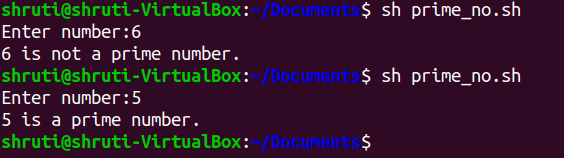 shruti@shruti-VirtualBox:~/Documents$ sh prime_no.sh
Enter number:6
6 is not a prime number.
shruti@shruti-VirtualBox:~/Documents$ sh prime_no.sh
Enter number:5
5 is a prime number.
shruti@shruti-VirtualBox:~/Documents$